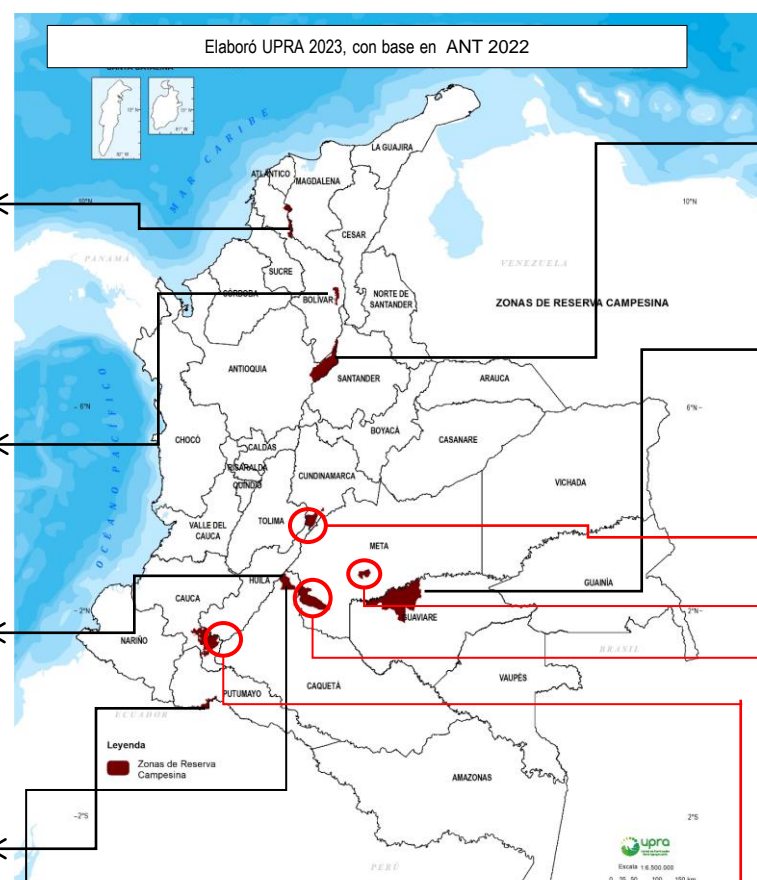 Elaboró UPRA 2023, con base en ANT 2022
MAR CARIBE
LA GUAJIRA
ATLÁNTICO
MAGDALENA
10°N
10°N
CESAR
PANAMÁ
VENEZUELA
SUCRE
CÓRDOBA
BOLÍVAR
NORTE DE
SANTANDER
ZONAS DE RESERVA CAMPESINA
ANTIOQUIA
SANTANDER
ARAUCA
OCÉANO PACÍFICO
6°N
6°N
BOYACÁ
CHOCÓ
CASANARE
CALDAS
RISARALDA
CUNDINAMARCA
QUINDÍO
VICHADA
TOLIMA
VALLE DEL
CAUCA
META
HUILA
GUAINÍA
CAUCA
2°N
2°N
GUAVIARE
NARIÑO
BRASIL
VAUPÉS
CAQUETÁ
PUTUMAYO
ECUADOR
Leyenda
Zonas de Reserva
Campesina
AMAZONAS
2°S
2°S
upra
PERÚ
Escala 1:6.500.000